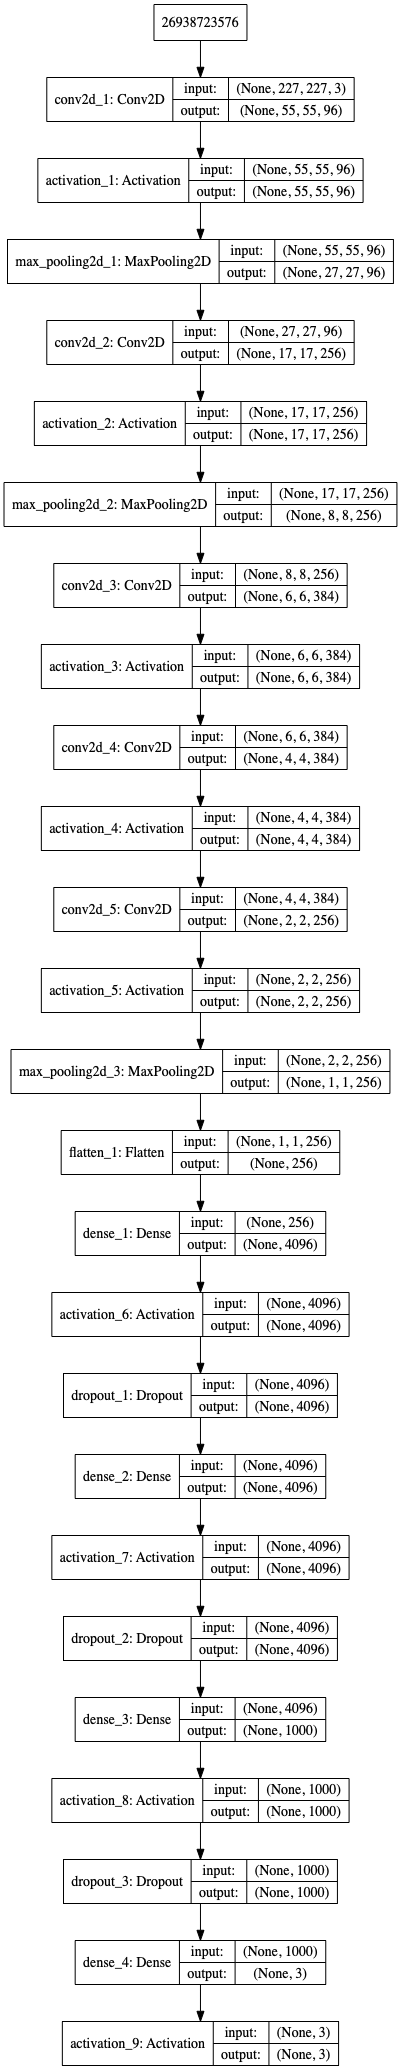 26938723576
conv2d_1: Conv2D
input: (None, 227, 227, 3)
output: (None, 55, 55, 96)
activation_1: Activation
input: (None, 55, 55, 96)
output: (None, 55, 55, 96)
max_pooling2d_1: MaxPooling2D
input: (None, 55, 55, 96)
output: (None, 27, 27, 96)
conv2d_2: Conv2D
input: (None, 27, 27, 96)
output: (None, 17, 17, 256)
activation_2: Activation
input: (None, 17, 17, 256)
output: (None, 17, 17, 256)
max_pooling2d_2: MaxPooling2D
input: (None, 17, 17, 256)
output: (None, 8, 8, 256)
conv2d_3: Conv2D
input: (None, 8, 8, 256)
output: (None, 6, 6, 384)
activation_3: Activation
input: (None, 6, 6, 384)
output: (None, 6, 6, 384)
conv2d_4: Conv2D
input: (None, 6, 6, 384)
output: (None, 4, 4, 384)
activation_4: Activation
input: (None, 4, 4, 384)
output: (None, 4, 4, 384)
conv2d_5: Conv2D
input: (None, 4, 4, 384)
output: (None, 2, 2, 256)
activation_5: Activation
input: (None, 2, 2, 256)
output: (None, 2, 2, 256)
max_pooling2d_3: MaxPooling2D
input: (None, 2, 2, 256)
output: (None, 1, 1, 256)
flatten_1: Flatten
input: (None, 1, 1, 256)
output: (None, 256)
dense_1: Dense
input: (None, 256)
output: (None, 4096)
activation_6: Activation
input: (None, 4096)
output: (None, 4096)
dropout_1: Dropout
input: (None, 4096)
output: (None, 4096)
dense_2: Dense
input: (None, 4096)
output: (None, 4096)
activation_7: Activation
input: (None, 4096)
output: (None, 4096)
dropout_2: Dropout
input: (None, 4096)
output: (None, 4096)
dense_3: Dense
input: (None, 4096)
output: (None, 1000)
activation_8: Activation
input: (None, 1000)
output: (None, 1000)
dropout_3: Dropout
input: (None, 1000)
output: (None, 1000)
dense_4: Dense
input: (None, 1000)
output: (None, 3)
activation_9: Activation
input: (None, 3)
output: (None, 3)